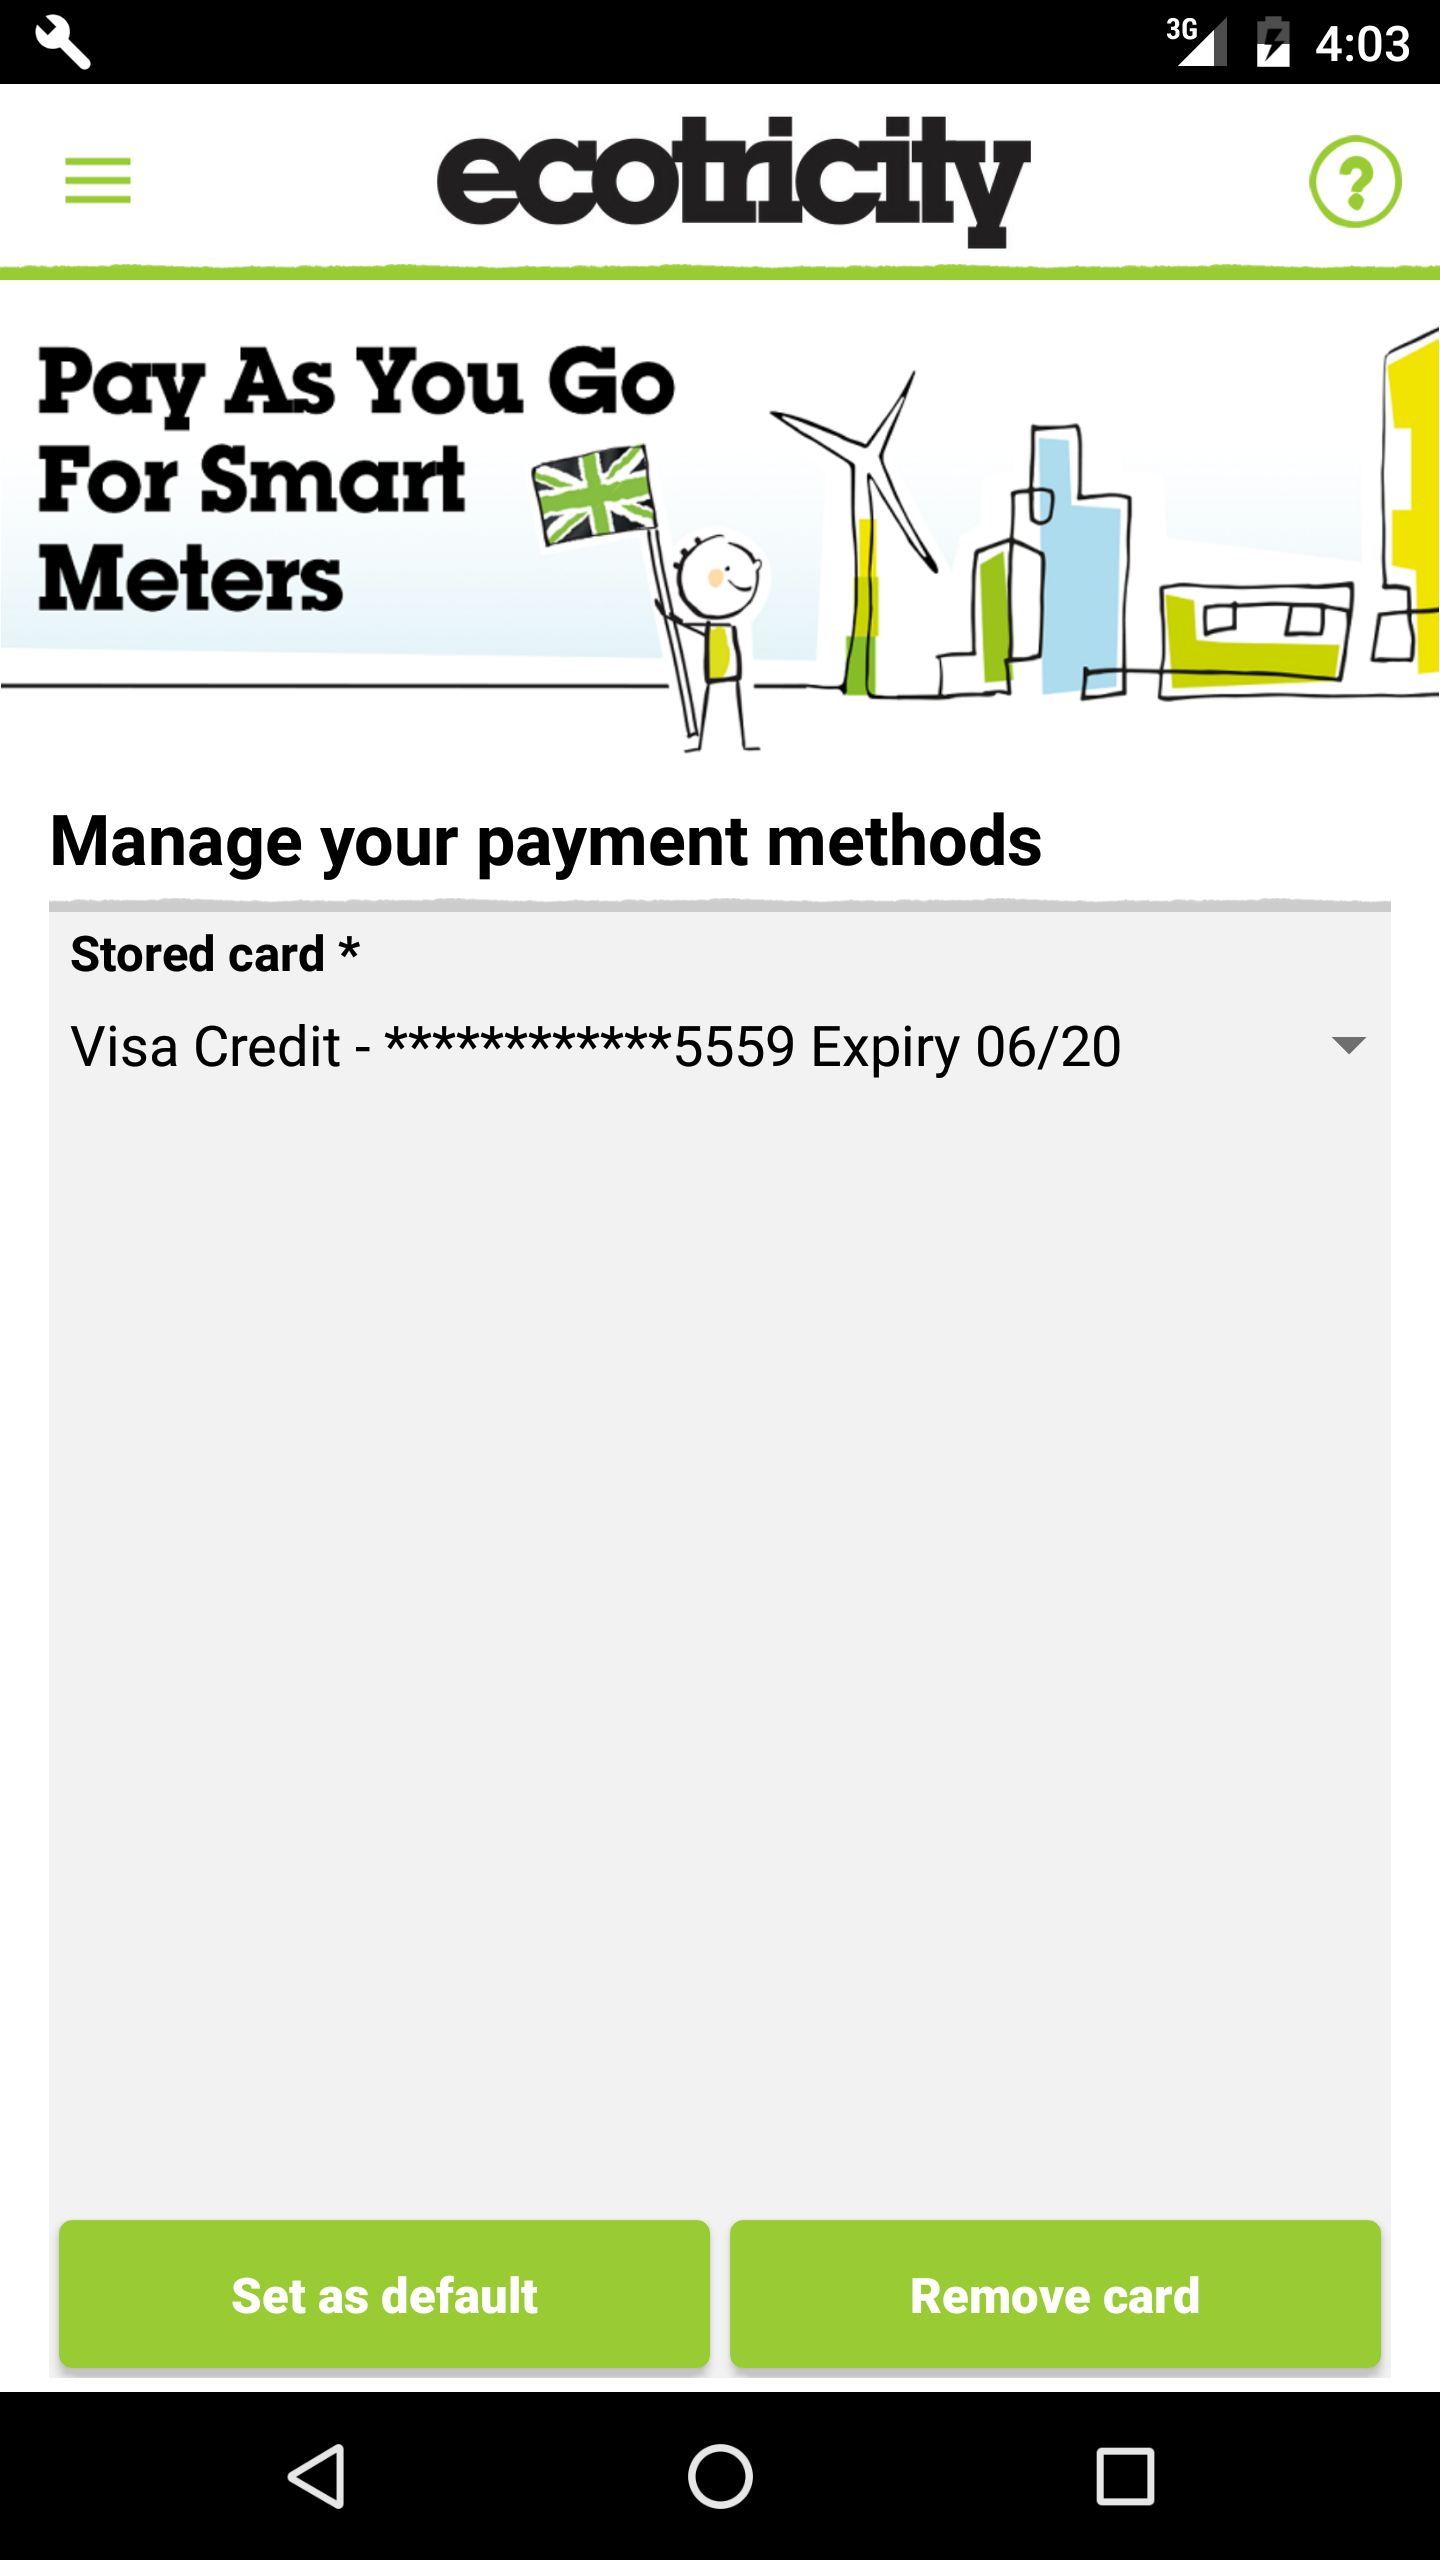 3G 4:03
ecotricity
?
Pay As You Go
For Smart
Meters
Manage your payment methods
Stored card *
Visa Credit - ************5559 Expiry 06/20
Set as default
Remove card